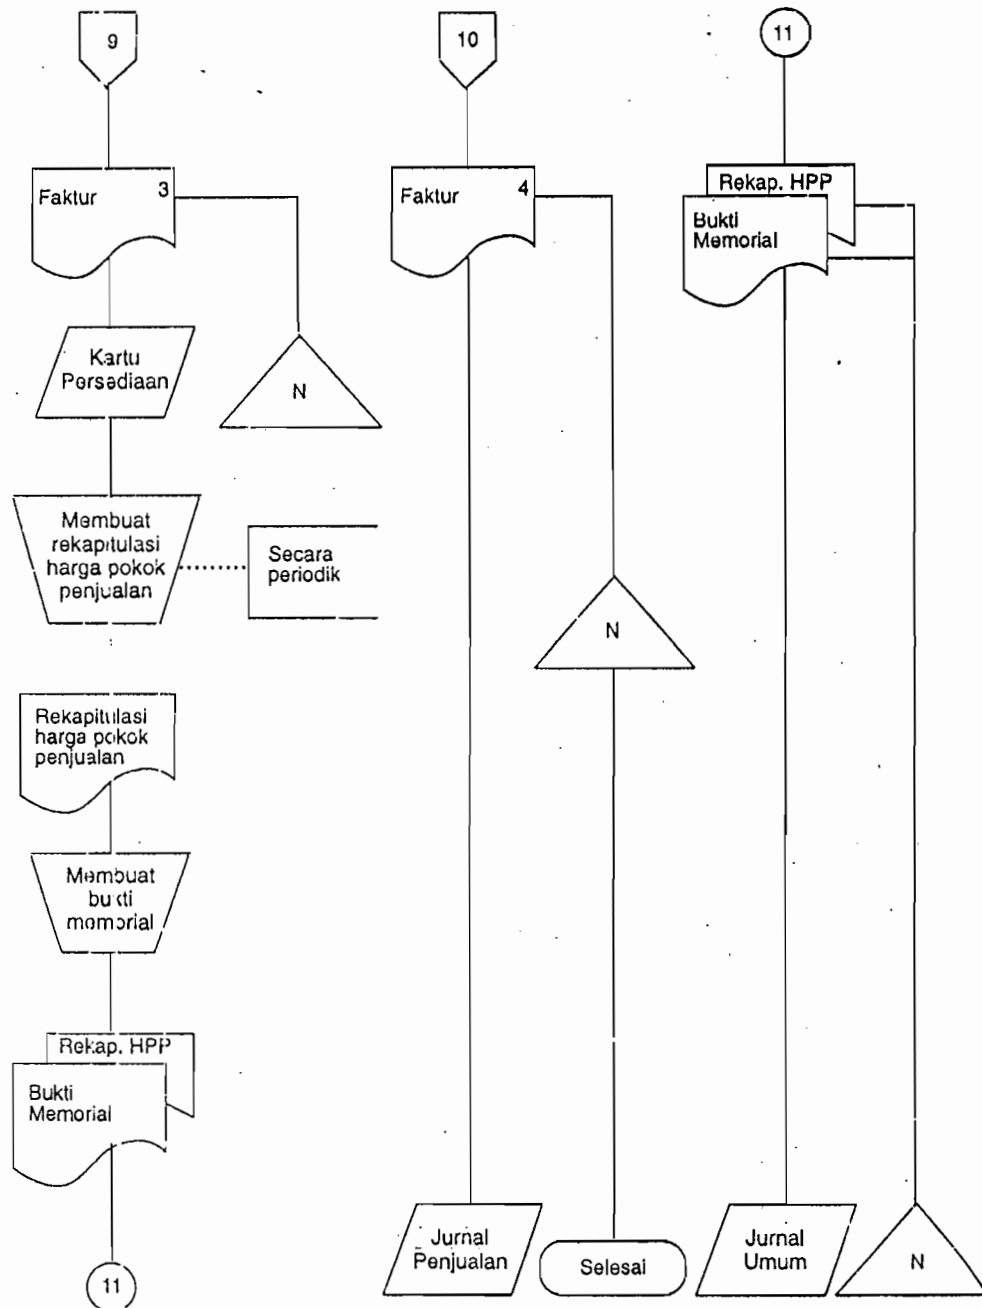 9
Faktur
3
Kartu
Persediaan
N
Membuat
rekapitulasi
harga pokok
penjualan
Secara
periodik
Rekapitulasi
harga pokok
penjualan
Membuat
bukti
memorial
Rekap. HPP
Bukti
Memorial
11
10
Faktur
4
N
Jurnal
Penjualan
Selesai
11
Rekap. HPP
Bukti
Memorial
Jurnal
Umum
N